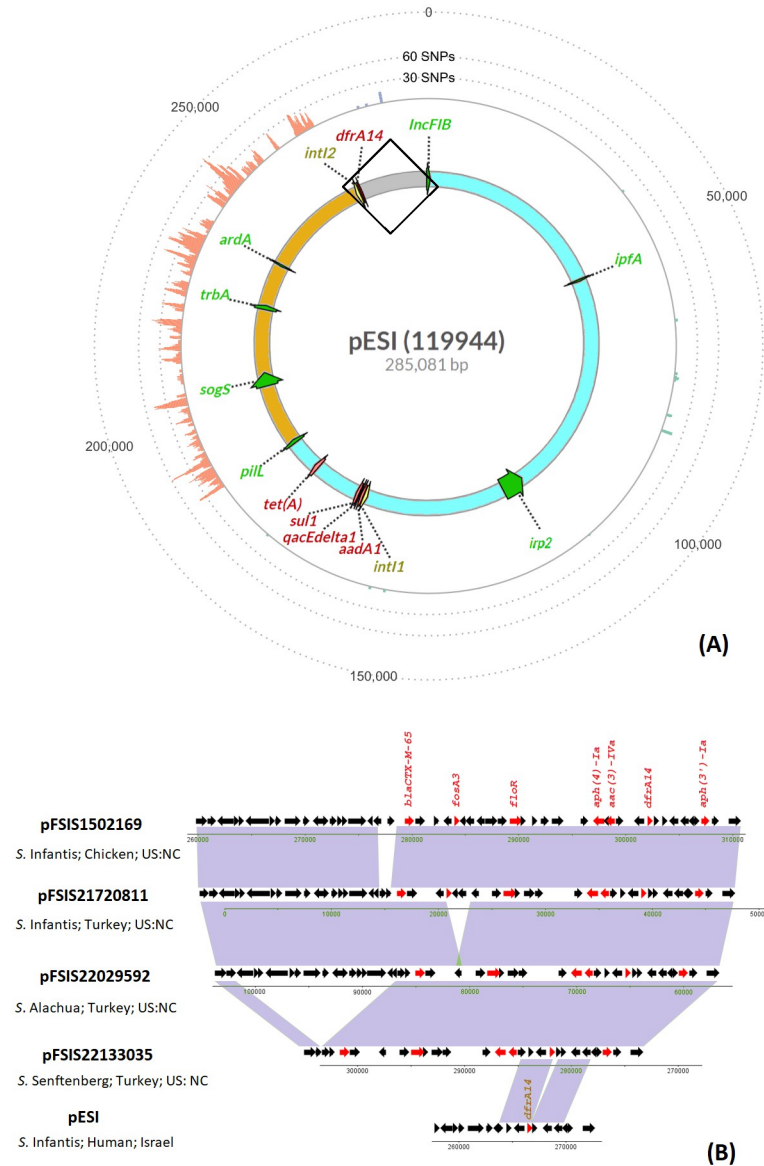 0
60 SNPs
30 SNPs
250,000
IncFIB
dfrA14
intI2
50,000
ardA
ipfA
trbA
pESI (119944)
285,081 bp
sogS
200,000
pilL
tet(A)
sul1
qacEdelta1
aadA1
intI1
irp2
100,000
150,000
(A)
blaCTX-M-65
fosA3
floR
aph(4)-Ia
aac(3)-IVa
dfrA14
aph(3')-Ia
pFSIS1502169
260000 270000 280000 290000 300000 310000
S. Infantis; Chicken; US:NC
pFSIS21720811
0 10000 20000 30000 40000 5000
S. Infantis; Turkey; US:NC
pFSIS22029592
100000 90000 80000 70000 60000
S. Alachua; Turkey; US:NC
pFSIS22133035
300000 290000 280000 270000
S. Senftenberg; Turkey; US: NC
dfrA14
pESI
S. Infantis; Human; Israel
260000 270000
(B)